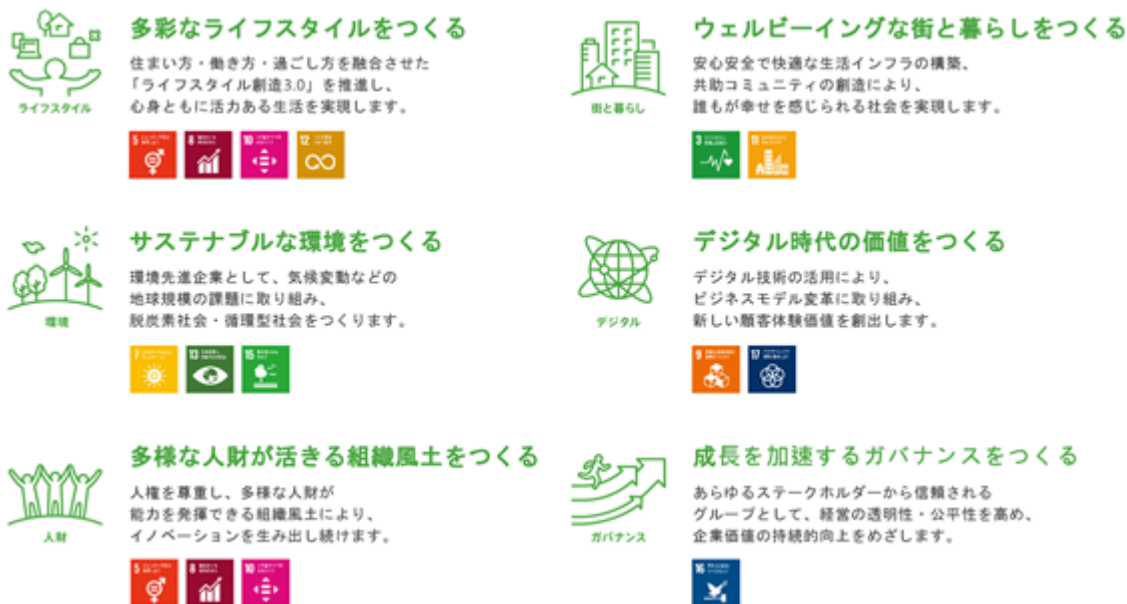 多彩なライフスタイルをつくる
住まい方・働き方・過ごし方を融合させた
「ライフスタイル創造3.0」を推進し、
心身ともに活力ある生活を実現します。
ライフスタイル
5
8
10
12
ウェルビーイングな街と暮らしをつくる
安心安全で快適な生活インフラの構築、
共助コミュニティの創造により、
誰もが幸せを感じられる社会を実現します。
街と暮らし
3
11
サステナブルな環境をつくる
環境先進企業として、気候変動などの
地球規模の課題に取り組み、
脱炭素社会・循環型社会をつくります。
環境
7
13
15
デジタル時代の価値をつくる
デジタル技術の活用により、
ビジネスモデル変革に取り組み、
新しい顧客体験価値を創出します。
デジタル
9
17
多様な人財が活きる組織風土をつくる
人権を尊重し、多様な人財が
能力を発揮できる組織風土により、
イノベーションを生み出し続けます。
人財
5
8
10
成長を加速するガバナンスをつくる
あらゆるステークホルダーから信頼される
グループとして、経営の透明性・公平性を高め、
企業価値の持続的向上をめざします。
ガバナンス
16